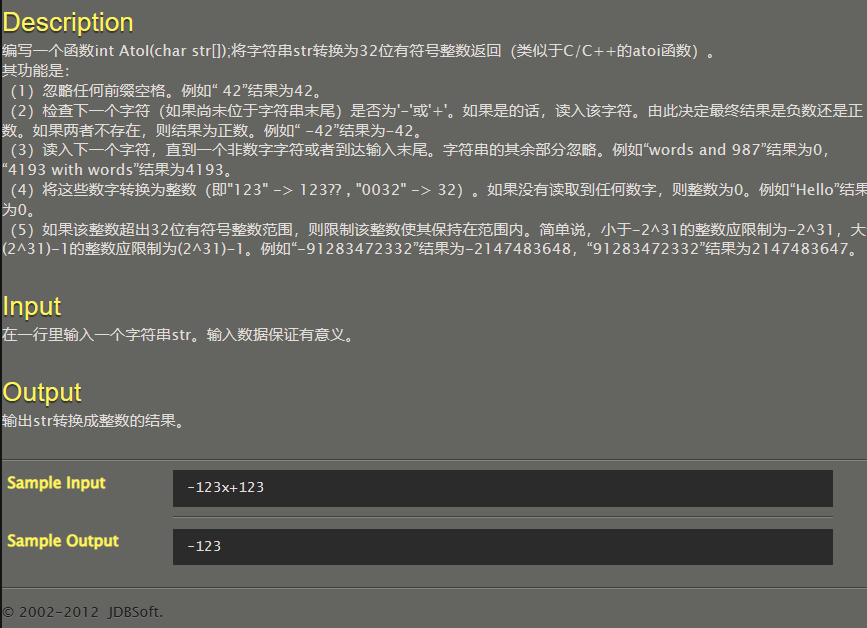 Description
编写一个函数int AtoI(char str[]);将字符串str转换为32位有符号整数返回（类似于C/C++的atoi函数）。
其功能是：
（1）忽略任何前缀空格。例如“ 42”结果为42。
（2）检查下一个字符（如果尚未位于字符串末尾）是否为'-'或'+'。如果是的话，读入该字符。由此决定最终结果是负数还是正
数。如果两者不存在，则结果为正数。例如“ -42”结果为-42。
（3）读入下一个字符，直到一个非数字字符或者到达输入末尾。字符串的其余部分忽略。例如“words and 987”结果为0，
“4193 with words”结果为4193。
（4）将这些数字转换为整数（即"123" -> 123?? , "0032" -> 32）。如果没有读取到任何数字，则整数为0。例如“Hello”结果
为0。
（5）如果该整数超出32位有符号整数范围，则限制该整数使其保持在范围内。简单说，小于-2^31的整数应限制为-2^31，大
(2^31)-1的整数应限制为(2^31)-1。例如“-91283472332”结果为-2147483648，“91283472332”结果为2147483647。
Input
在一行里输入一个字符串str。输入数据保证有意义。
Output
输出str转换成整数的结果。
Sample Input
-123x+123
Sample Output
-123
© 2002-2012 JDBSoft.